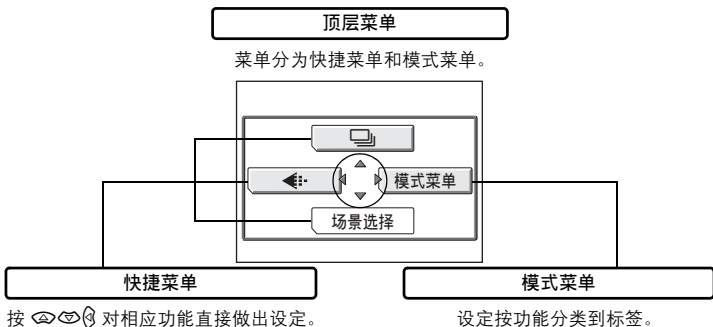 顶层菜单
菜单分为快捷菜单和模式菜单。
模式菜单
场景选择
快捷菜单
模式菜单
按 对相应功能直接做出设定。
设定按功能分类到标签。